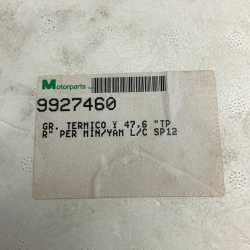 Motorparts
9927460
GR. TERMICO Y 47,6 "TP
R" PER MIN/YAM L/C SP12